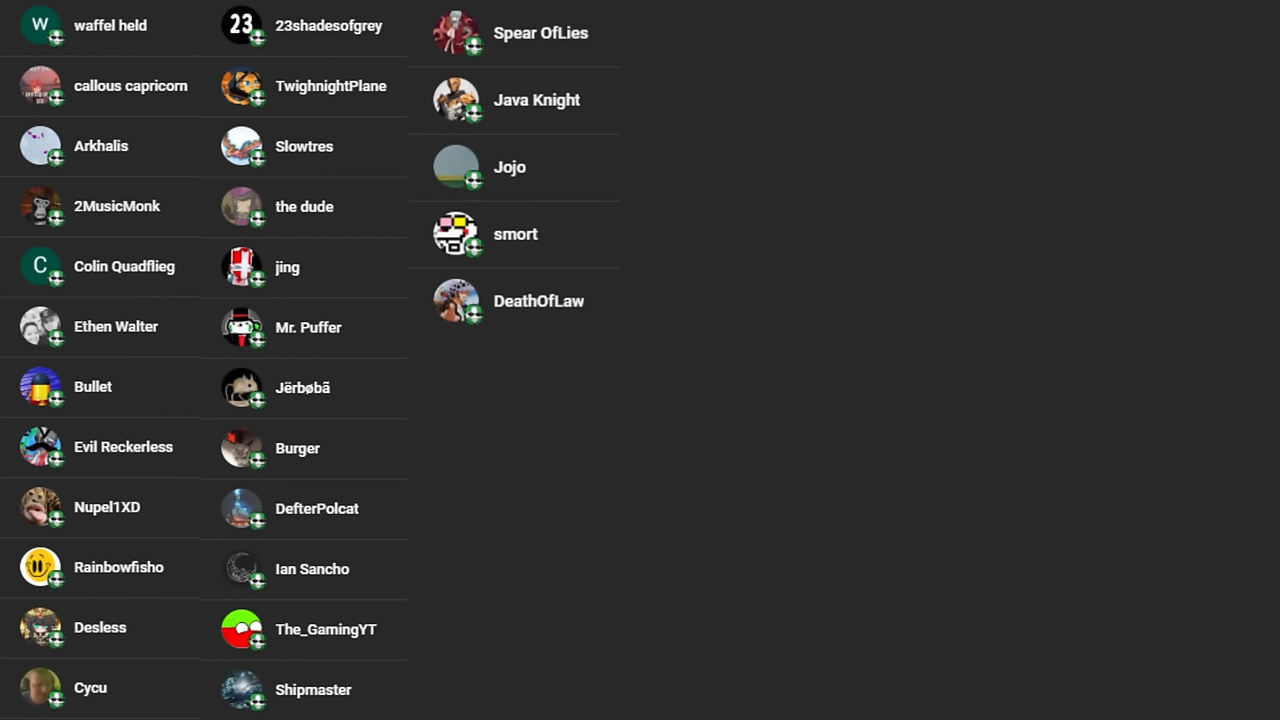 waffel held
callous capricorn
Arkhalis
2MusicMonk
C
Colin Quadflieg
Ethen Walter
Bullet
Evil Reckerless
Nupel1XD
Rainbowfisho
Desless
Cycu
W
23
23shadesofgrey
TwighnightPlane
Slowtres
the dude
jing
Mr. Puffer
Jërbøbã
Burger
DefterPolcat
Ian Sancho
The_GamingYT
Shipmaster
Spear OfLies
Java Knight
Jojo
smort
DeathOfLaw